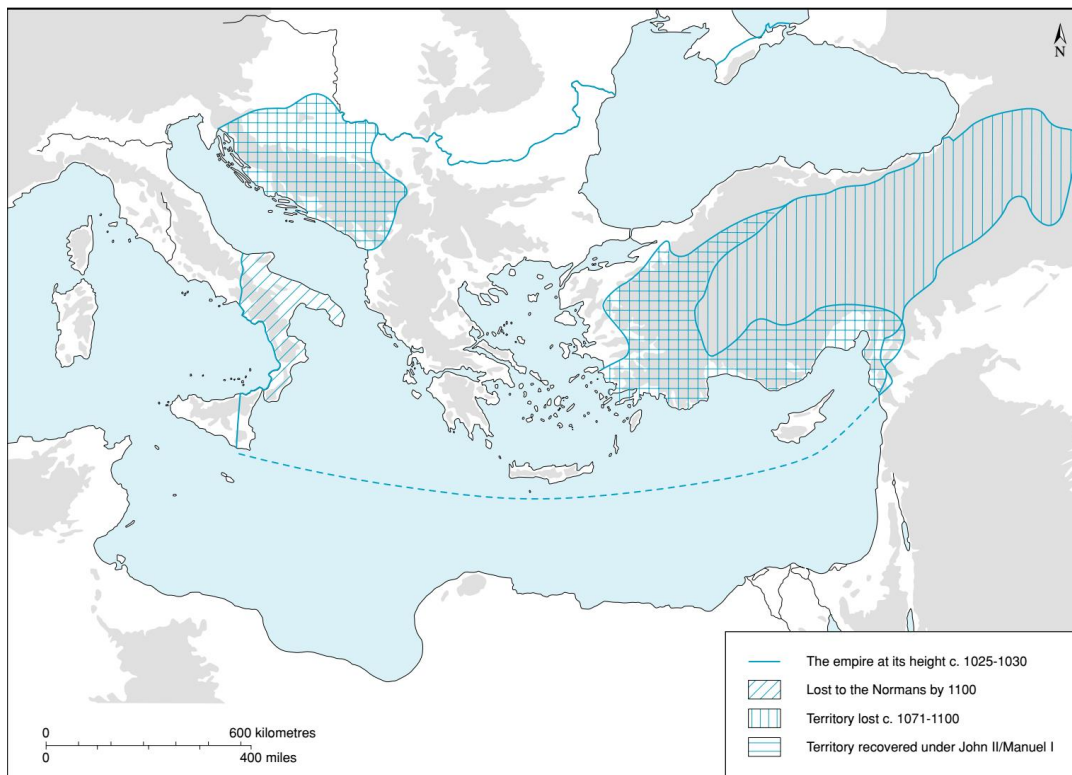 N
The empire at its height c. 1025-1030
Lost to the Normans by 1100
Territory lost c. 1071-1100
Territory recovered under John II/Manuel I
0 600 kilometres
0 400 miles